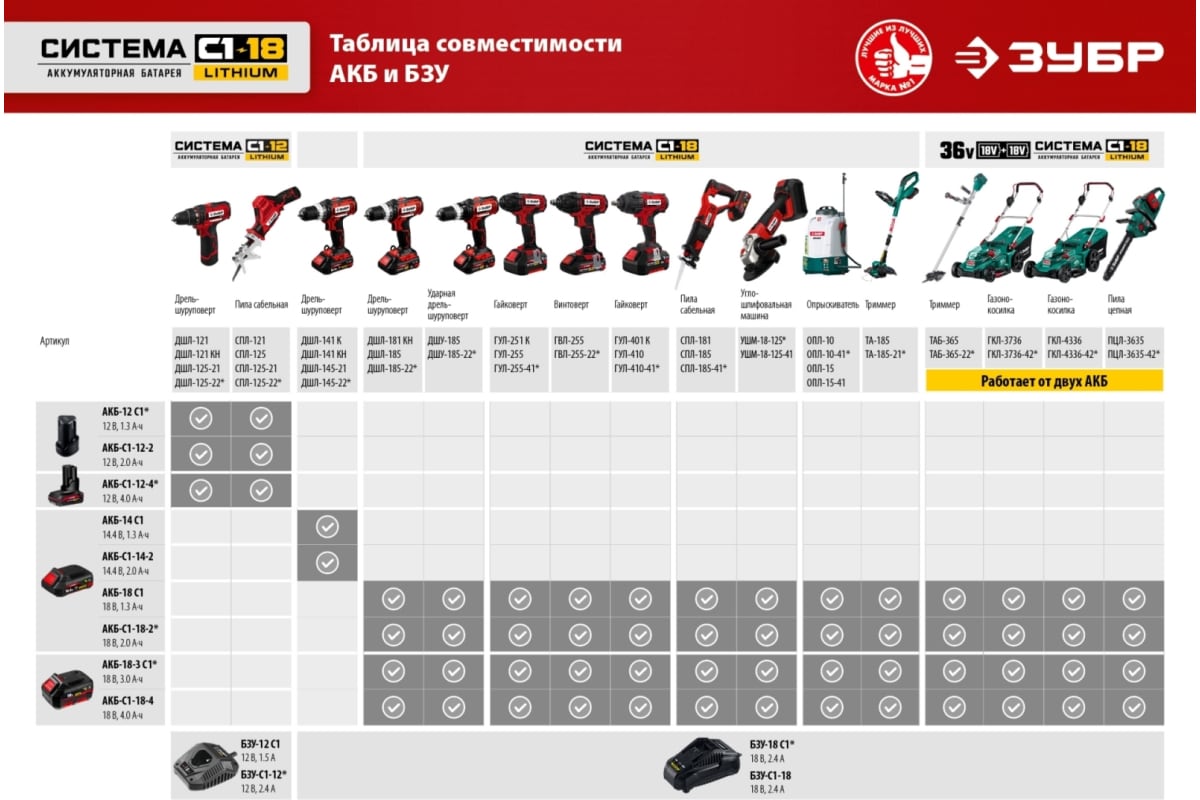 СИСТЕМА С1-18
АККУМУЛЯТОРНАЯ БАТАРЕЯ LITHIUM
Таблица совместимости
АКБ и БЗУ
ЛУЧШИЕ ИЗ ЛУЧШИХ
МАРКА №1
ЗУБР
СИСТЕМА С1-12
АККУМУЛЯТОРНАЯ БАТАРЕЯ LITHIUM
СИСТЕМА С1-18
АККУМУЛЯТОРНАЯ БАТАРЕЯ LITHIUM
36v 18V+18V СИСТЕМА С1-18
АККУМУЛЯТОРНАЯ БАТАРЕЯ LITHIUM
Дрель-
шуруповерт
Пила сабельная
Дрель-
шуруповерт
Дрель-
шуруповерт
Ударная
дрель-
шуруповерт
Гайковерт
Винтоверт
Гайковерт
Пила
сабельная
Угло-
шлифовальная
машина
Опрыскиватель
Триммер
Триммер
Газоно-
косилка
Газоно-
косилка
Пила
цепная
Артикул
ДШЛ-121
ДШЛ-121 КН
ДШЛ-125-21
ДШЛ-125-22*
СПЛ-121
СПЛ-125
СПЛ-125-21
СПЛ-125-22*
ДШЛ-141 К
ДШЛ-141 КН
ДШЛ-145-21
ДШЛ-145-22*
ДШЛ-181 КН
ДШЛ-185
ДШЛ-185-22*
ДШУ-185
ДШУ-185-22*
ГУЛ-251 К
ГУЛ-255
ГУЛ-255-41*
ГВЛ-255
ГВЛ-255-22*
ГУЛ-401 К
ГУЛ-410
ГУЛ-410-41*
СПЛ-181
СПЛ-185
СПЛ-185-41*
УШМ-18-125*
УШМ-18-125-41
ОПЛ-10
ОПЛ-10-41*
ОПЛ-15
ОПЛ-15-41
ТА-185
ТА-185-21*
ТАБ-365
ТАБ-365-22*
ГКЛ-3736
ГКЛ-3736-42*
ГКЛ-4336
ГКЛ-4336-42*
ПЦЛ-3635
ПЦЛ-3635-42*
Работает от двух АКБ
АКБ-12 С1*
12 В, 1.3 А·ч
АКБ-С1-12-2
12 В, 2.0 А·ч
АКБ-С1-12-4*
12 В, 4.0 А·ч
АКБ-14 С1
14.4 В, 1.3 А·ч
АКБ-С1-14-2
14.4 В, 2.0 А·ч
АКБ-18 С1
18 В, 1.3 А·ч
АКБ-С1-18-2*
18 В, 2.0 А·ч
АКБ-18-3 С1*
18 В, 3.0 А·ч
АКБ-С1-18-4
18 В, 4.0 А·ч
БЗУ-12 С1
12 В, 1.5 А
БЗУ-С1-12*
12 В, 2.4 А
БЗУ-18 С1*
18 В, 2.4 А
БЗУ-С1-18
18 В, 2.4 А